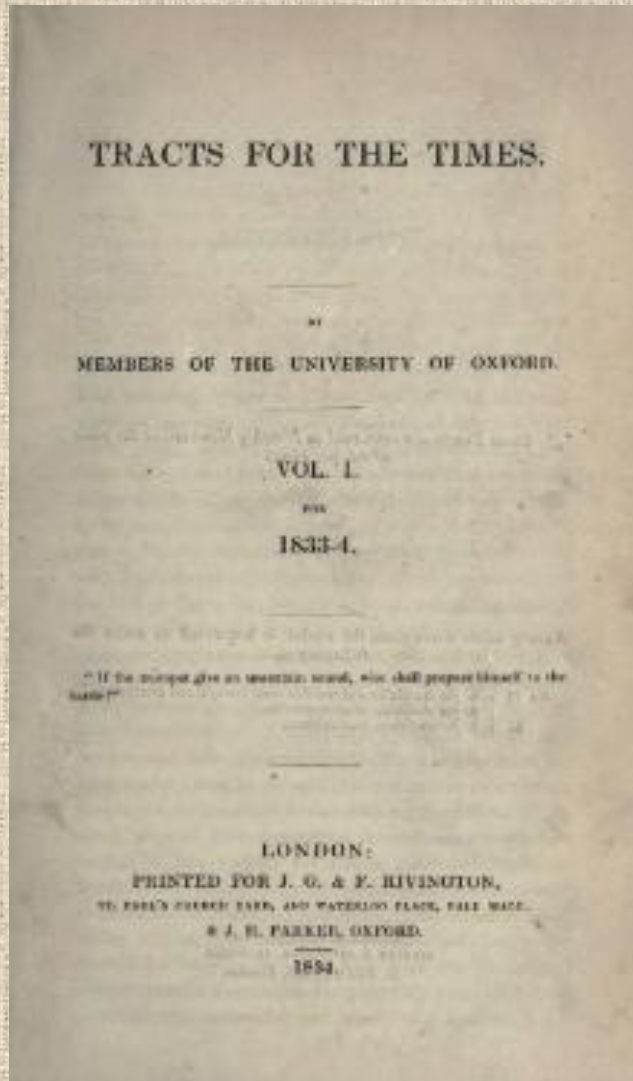 TRACTS FOR THE TIMES.
BY
MEMBERS OF THE UNIVERSITY OF OXFORD.
VOL. I.
FOR
1833-4.
"If the trumpet give an uncertain sound, who shall prepare himself to the
battle?"
LONDON:
PRINTED FOR J. G. & F. RIVINGTON,
ST. PAUL'S CHURCH YARD, AND WATERLOO PLACE, PALL MALL.
& J. H. PARKER, OXFORD.
1834.